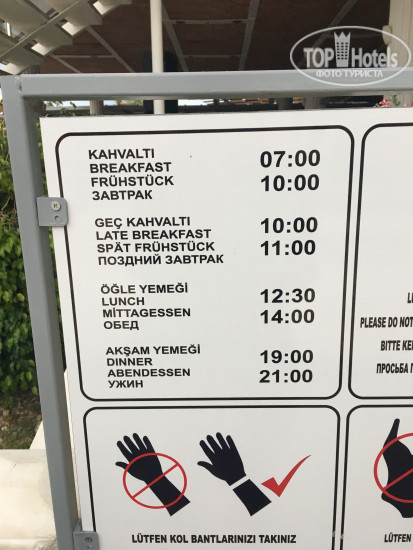 TOP Hotels
ФОТО ТУРИСТА
KAHVALTI
BREAKFAST
FRÜHSTÜCK
ЗАВТРАК
07:00
10:00
GEÇ KAHVALTI
LATE BREAKFAST
SPÄT FRÜHSTÜCK
ПОЗДНИЙ ЗАВТРАК
10:00
11:00
ÖĞLE YEMEĞİ
LUNCH
MİTTAGESSEN
ОБЕД
12:30
14:00
AKŞAM YEMEĞİ
DINNER
ABENDESSEN
УЖИН
19:00
21:00
PLEASE DO NOT
BITTE
ПРОСЬБА
LÜTFEN KOL BANTLARINIZI TAKINIZ
LÜTFEN